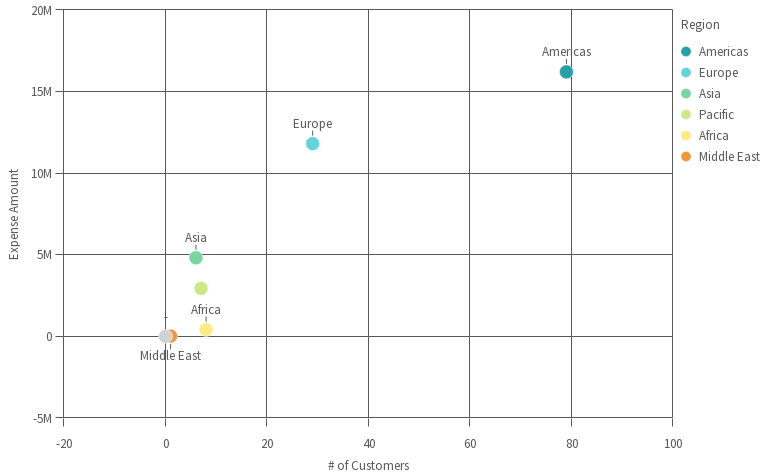 20M
15M
10M
5M
0
-5M
Expense Amount
Americas
Europe
Asia
Africa
-
Middle East
-20
0
20
40
60
80
100
# of Customers
Region
Americas
Europe
Asia
Pacific
Africa
Middle East